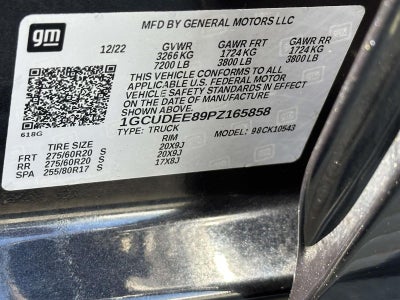 gm
MFD BY GENERAL MOTORS LLC
12/22 GVWR GAWR FRT GAWR RR
3266 KG 1724 KG 1724 KG
7200 LB 3800 LB 3800 LB
THIS VEHICLE CONFORMS TO ALL
APPLICABLE U.S. FEDERAL MOTOR
VEHICLE SAFETY STANDARDS IN EFFECT
ON THE DATE OF MANUFACTURE
SHOWN ABOVE.
1GCUDEE89PZ165858
618G TYPE: TRUCK MODEL: 98CK10543
TIRE SIZE RIM
FRT 275/60R20 S 20X9J
RR 275/60R20 S 20X9J
SPA 255/80R17 S 17X8J